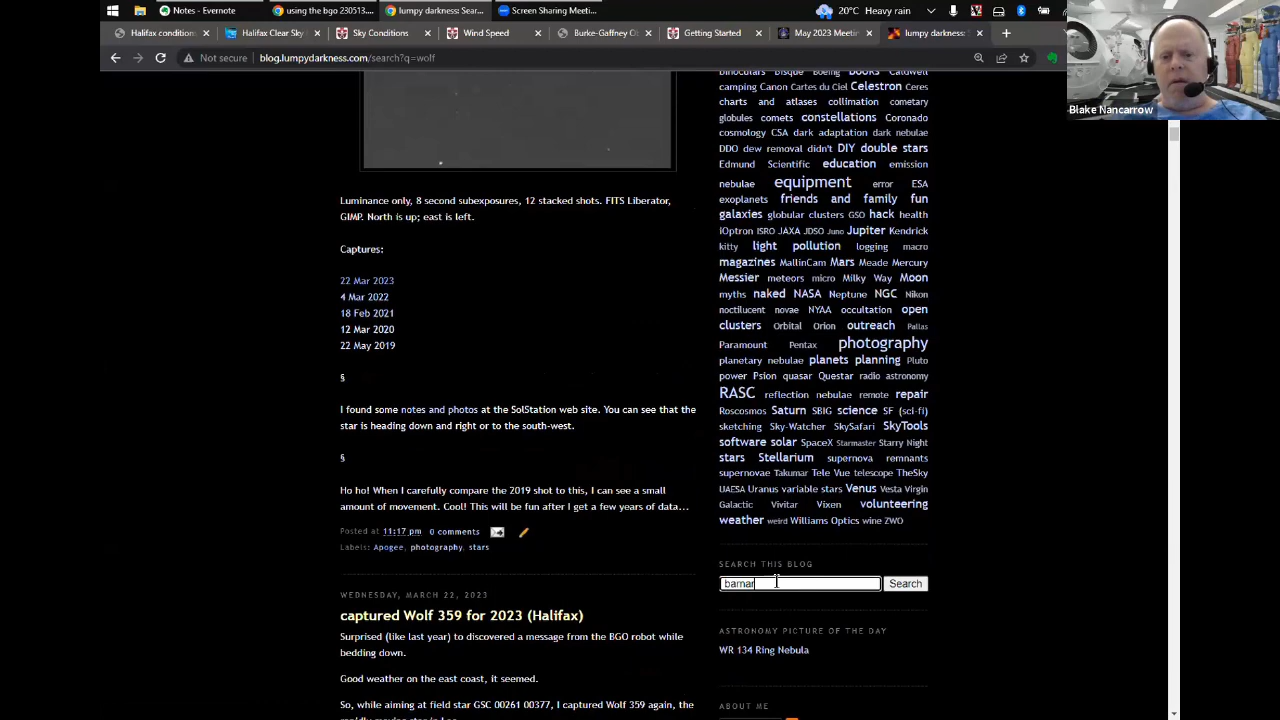 Notes - Evernote
using the bgo 230513....
lumpy darkness: Sear...
Screen Sharing Meeti...
20°C Heavy rain
Halifax condition
Halifax Clear Sky
Sky Conditions
Wind Speed
Burke-Gaffney O
Getting Started
May 2023 Meetin
lumpy darkness:
Not secure
blog.lumpydarkness.com/search?q=wolf
Blake Nancarrow
binoculars Bisque Boeing books Caldwell
camping Canon Cartes du Ciel Celestron Ceres
charts and atlases collimation cometary
globules comets constellations Coronado
cosmology CSA dark adaptation dark nebulae
DDO dew removal didn't DIY double stars
Edmund Scientific education emission
nebulae equipment error ESA
exoplanets friends and family fun
galaxies globular clusters GSO hack health
iOptron ISRO JAXA JDSO Juno Jupiter Kendrick
kitty light pollution logging macro
magazines MallinCam Mars Meade Mercury
Messier meteors micro Milky Way Moon
myths naked NASA Neptune NGC Nikon
noctilucent novae NYAA occultation open
clusters Orbital Orion outreach Pallas
Paramount Pentax photography
planetary nebulae planets planning Pluto
power Psion quasar Questar radio astronomy
RASC reflection nebulae remote repair
Roscosmos Saturn SBIG science SF (sci-fi)
sketching Sky-Watcher SkySafari SkyTools
software solar SpaceX Starmaster Starry Night
stars Stellarium supernova remnants
supernovae Takumar Tele Vue telescope TheSky
UAESA Uranus variable stars Venus Vesta Virgin
Galactic Vivitar Vixen volunteering
weather weird Williams Optics wine ZWO
SEARCH THIS BLOG
barnar
Search
ASTRONOMY PICTURE OF THE DAY
WR 134 Ring Nebula
ABOUT ME
Luminance only, 8 second subexposures, 12 stacked shots. FITS Liberator,
GIMP. North is up; east is left.
Captures:
22 Mar 2023
4 Mar 2022
18 Feb 2021
12 Mar 2020
22 May 2019
§
I found some notes and photos at the SolStation web site. You can see that the
star is heading down and right or to the south-west.
§
Ho ho! When I carefully compare the 2019 shot to this, I can see a small
amount of movement. Cool! This will be fun after I get a few years of data...
Posted at 11:17 pm 0 comments
Labels: Apogee, photography, stars
WEDNESDAY, MARCH 22, 2023
captured Wolf 359 for 2023 (Halifax)
Surprised (like last year) to discovered a message from the BGO robot while
bedding down.
Good weather on the east coast, it seemed.
So, while aiming at field star GSC 00261 00377, I captured Wolf 359 again, the